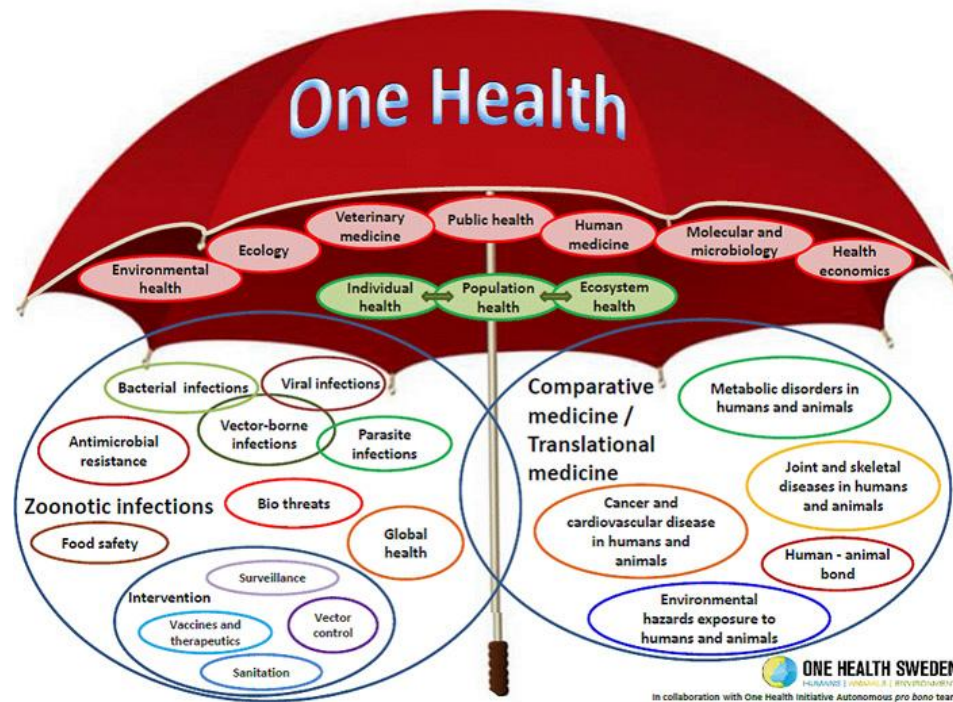 One Health
Public health
Veterinary
medicine
Human
medicine
Ecology
Molecular and
microbiology
Environmental
health
Health
economics
Individual
health
Population
health
Ecosystem
health
Bacterial infections
Viral infections
Vector-borne
infections
Parasite
infections
Antimicrobial
resistance
Zoonotic infections
Bio threats
Food safety
Global
health
Intervention
Surveillance
Vaccines and
therapeutics
Vector
control
Sanitation
Comparative
medicine /
Translational
medicine
Metabolic disorders in
humans and animals
Joint and skeletal
diseases in humans
and animals
Cancer and
cardiovascular disease
in humans and
animals
Human - animal
bond
Environmental
hazards exposure to
humans and animals
ONE HEALTH SWEDEN
HUMANS | ANIMALS | ENVIRONMENT
In collaboration with One Health Initiative Autonomous pro bono team